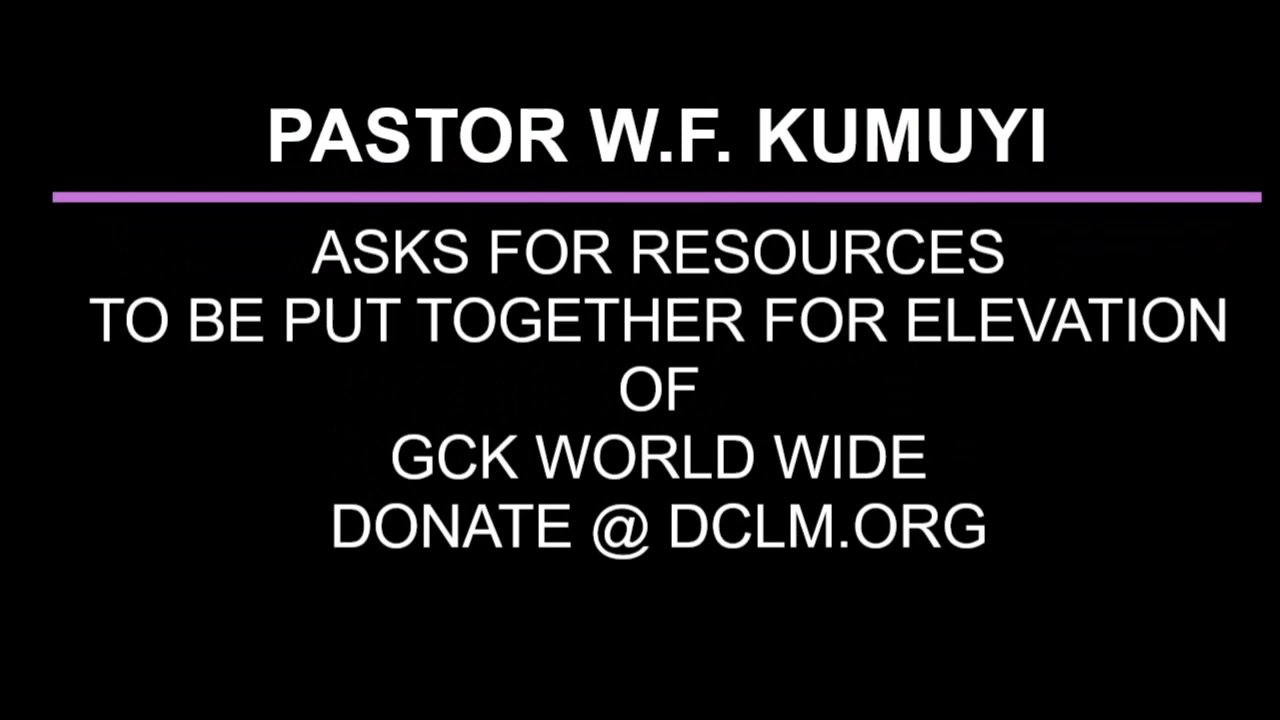 PASTOR W.F. KUMUYI
ASKS FOR RESOURCES
TO BE PUT TOGETHER FOR ELEVATION
OF
GCK WORLD WIDE
DONATE @ DCLM.ORG